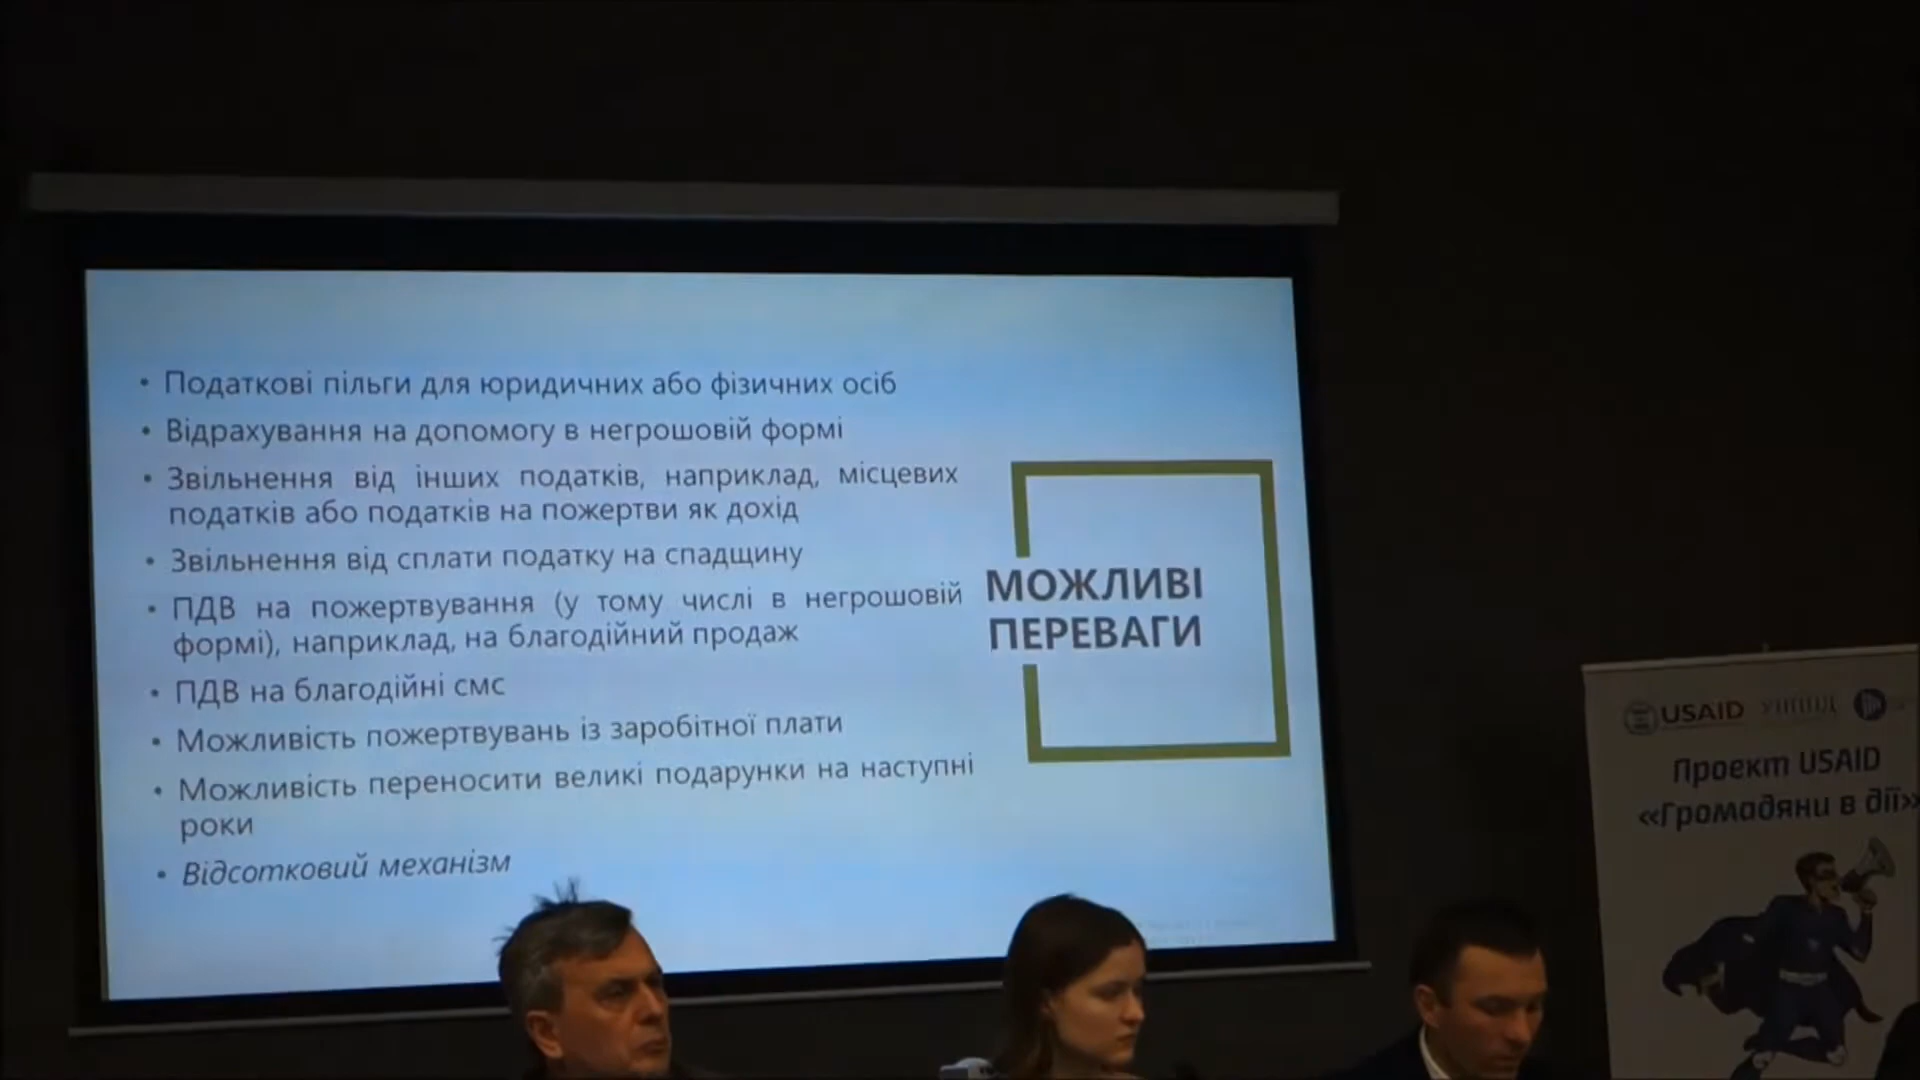 • Податкові пільги для юридичних або фізичних осіб
• Відрахування на допомогу в негрошовій формі
• Звільнення від інших податків, наприклад, місцевих
податків або податків на пожертви як дохід
• Звільнення від сплати податку на спадщину
• ПДВ на пожертвування (у тому числі в негрошовій
формі), наприклад, на благодійний продаж
• ПДВ на благодійні смс
• Можливість пожертвувань із заробітної плати
• Можливість переносити великі подарунки на наступні
роки
• Відсотковий механізм
МОЖЛИВІ
ПЕРЕВАГИ
USAID
Проект USAID
«Громадяни в дії»